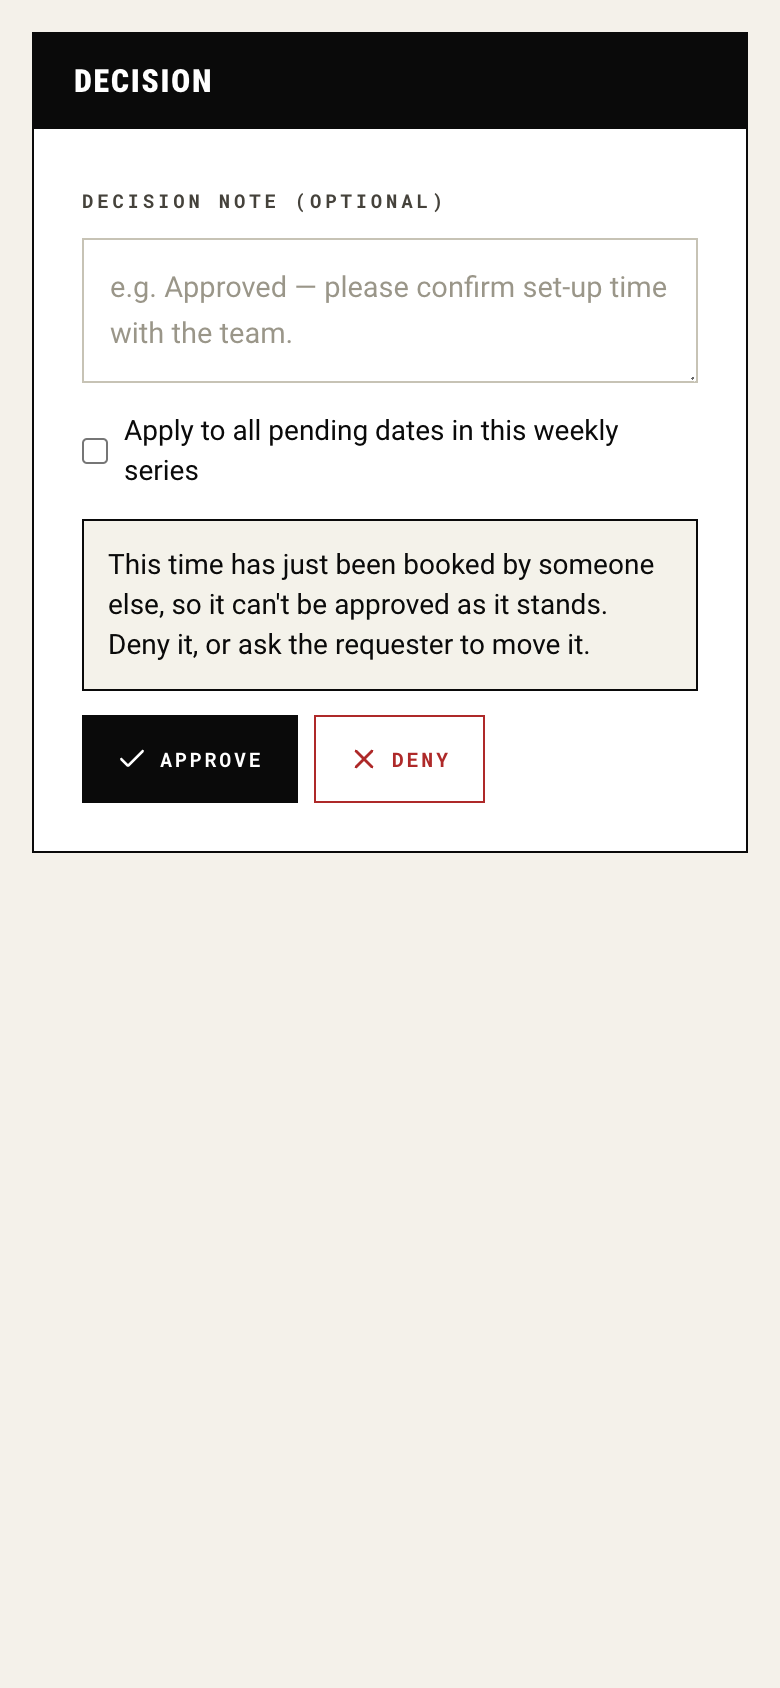 DECISION
DECISION NOTE (OPTIONAL)
e.g. Approved — please confirm set-up time
with the team.
Apply to all pending dates in this weekly
series
This time has just been booked by someone
else, so it can't be approved as it stands.
Deny it, or ask the requester to move it.
APPROVE
DENY